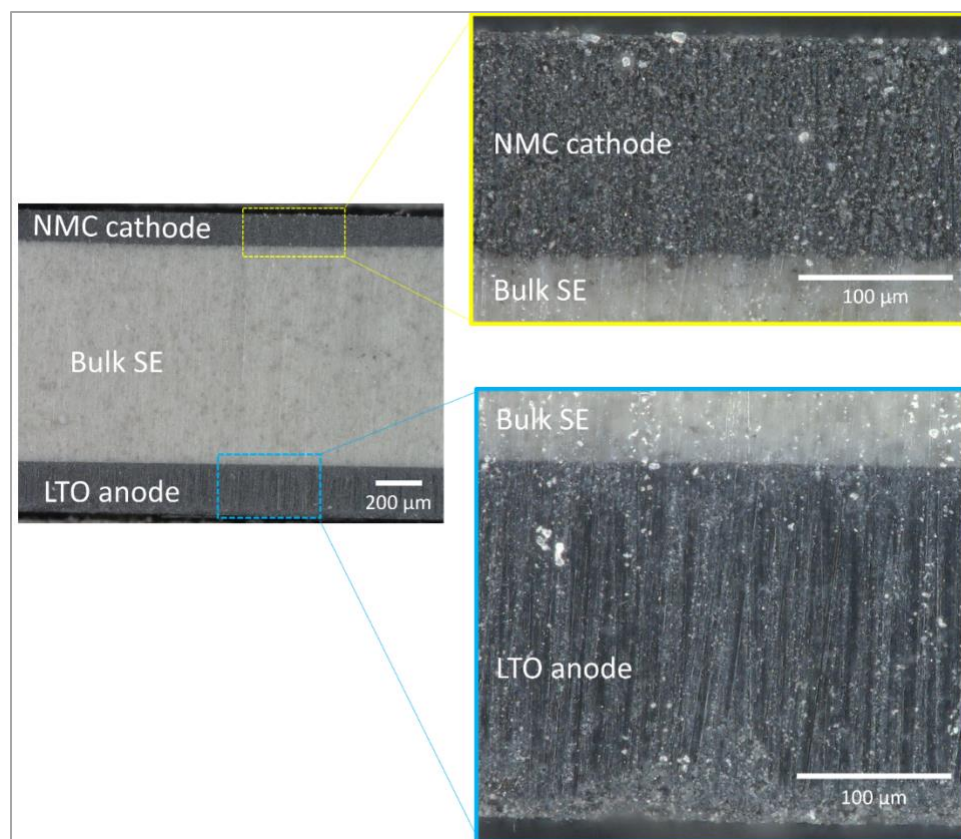 NMC cathode
Bulk SE
LTO anode
200 μm
NMC cathode
Bulk SE
100 μm
Bulk SE
LTO anode
100 μm